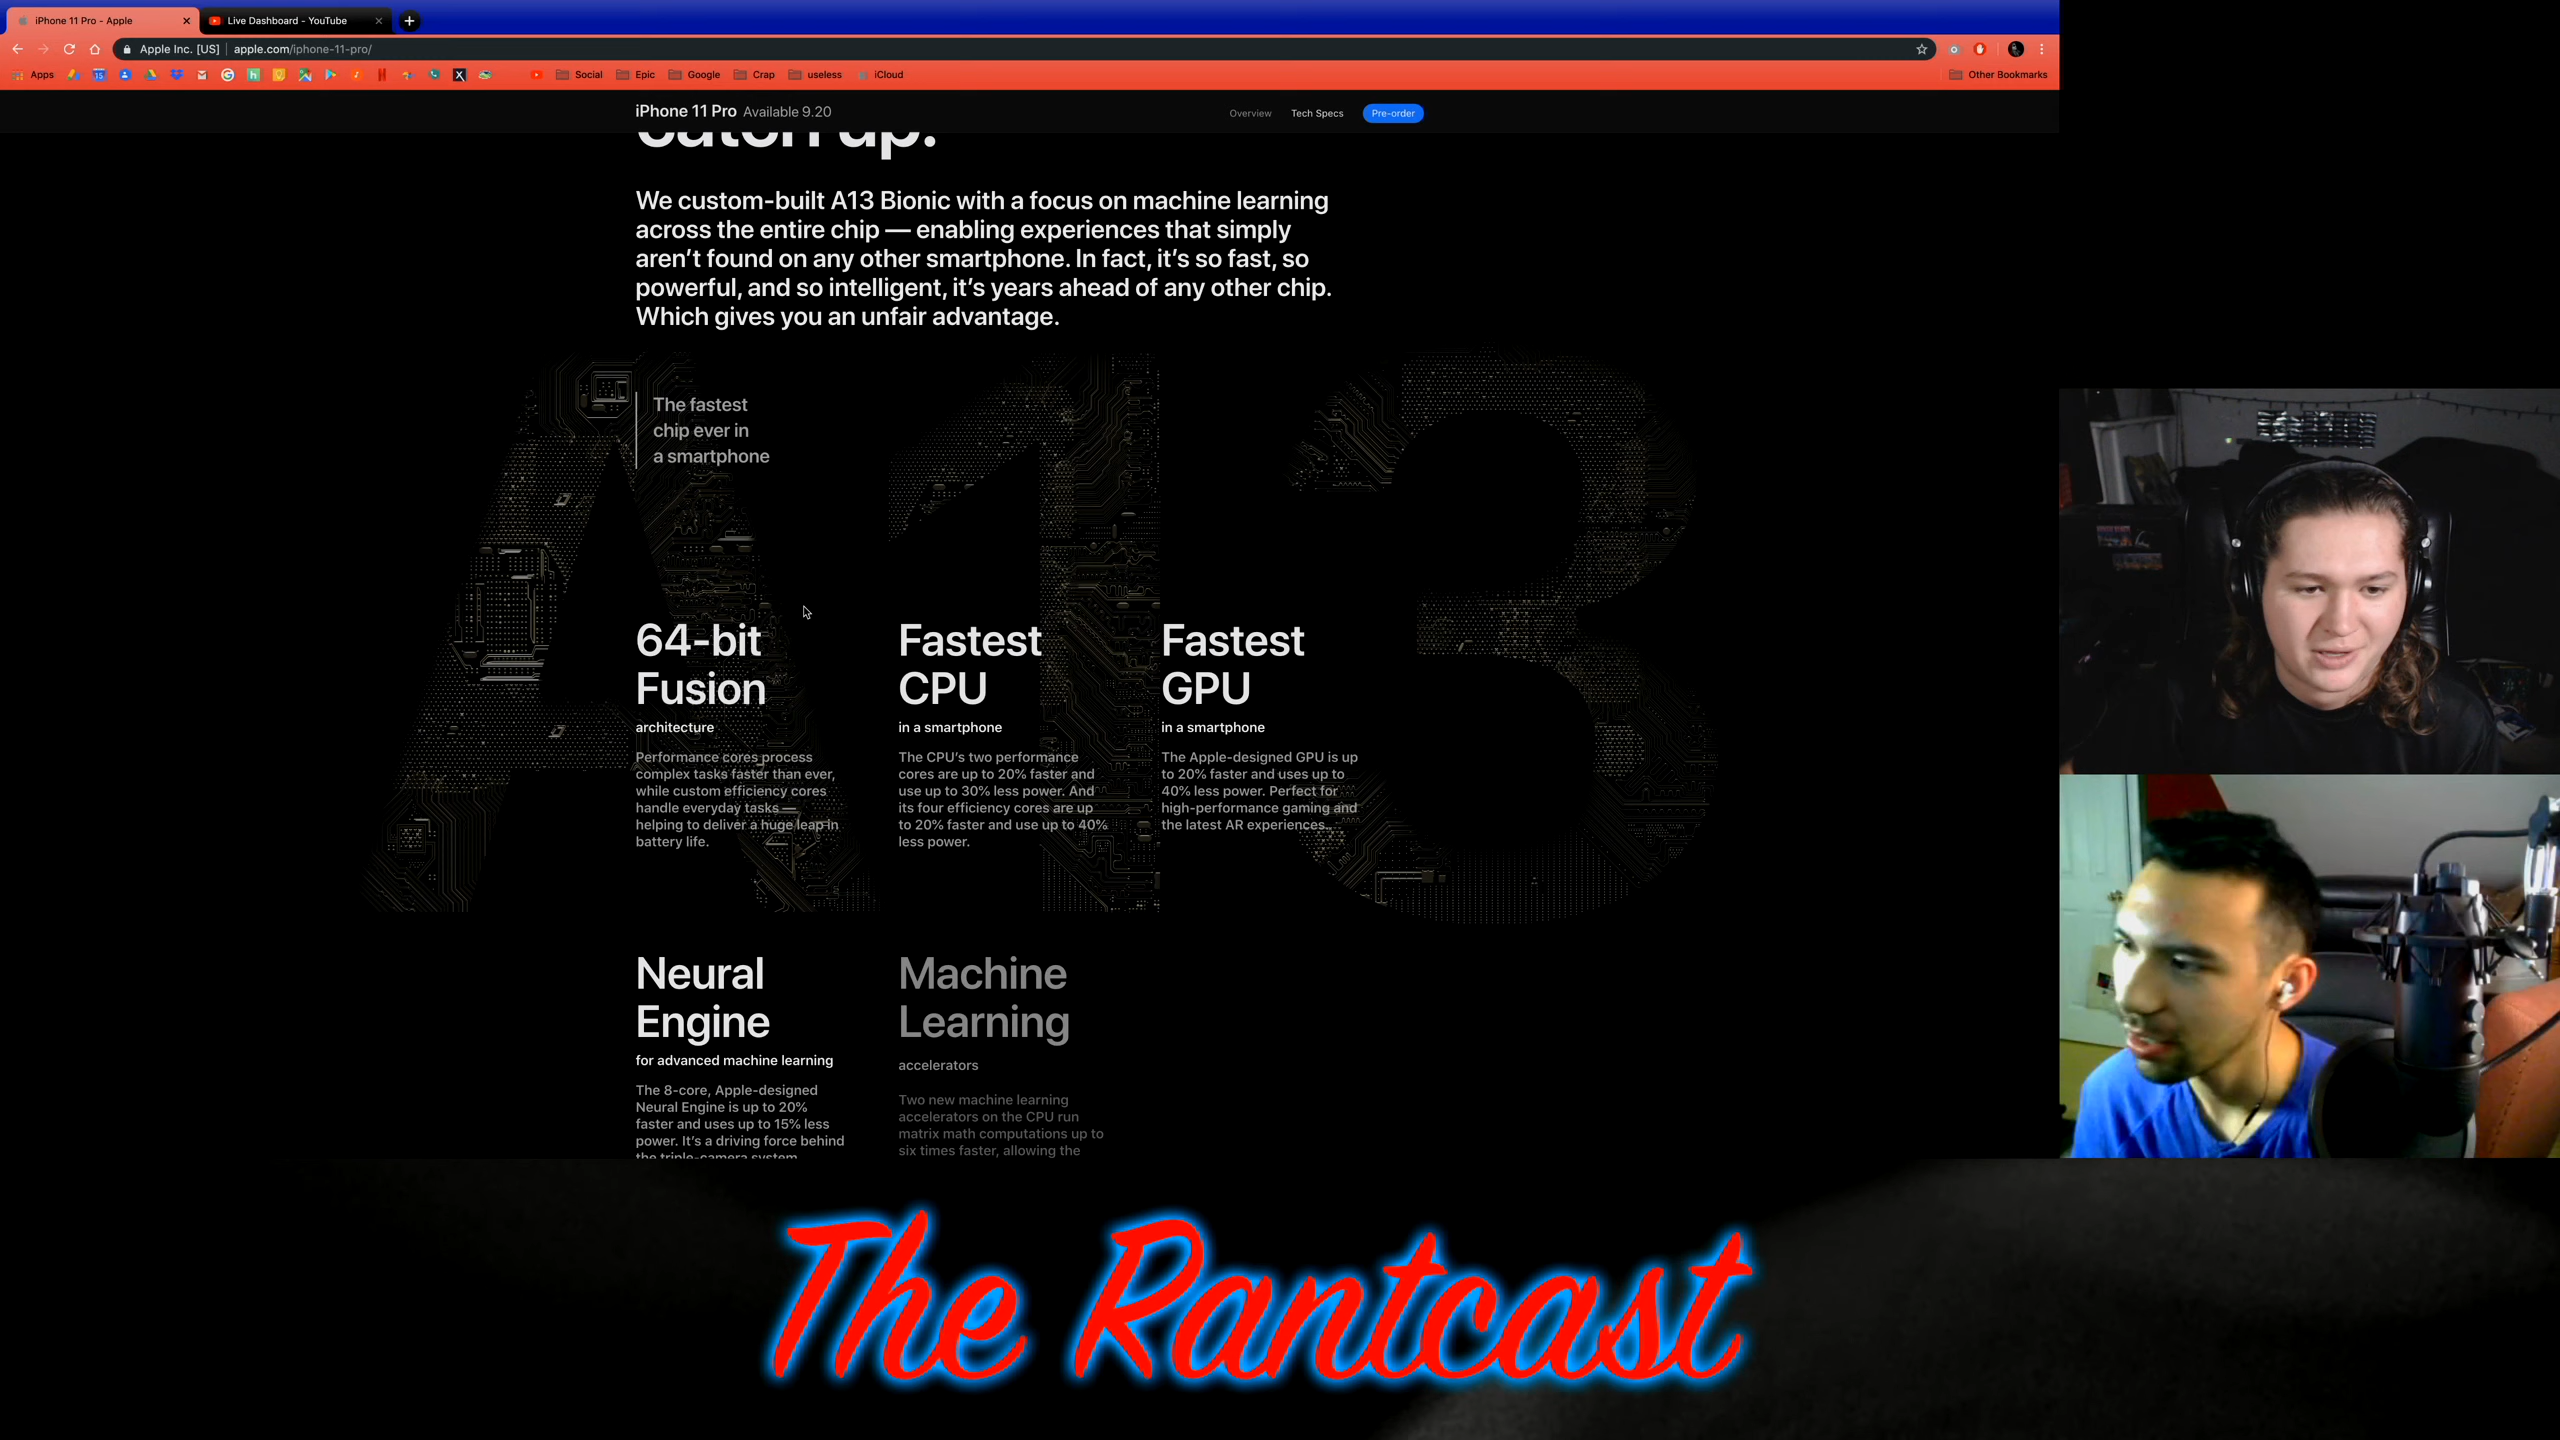 iPhone 11 Pro - Apple
Live Dashboard - YouTube
Apple Inc. [US] | apple.com/iphone-11-pro/
Apps
Social
Epic
Google
Crap
useless
iCloud
Other Bookmarks
iPhone 11 Pro Available 9.20
Overview
Tech Specs
Pre-order
catch up.
We custom-built A13 Bionic with a focus on machine learning
across the entire chip — enabling experiences that simply
aren’t found on any other smartphone. In fact, it’s so fast, so
powerful, and so intelligent, it’s years ahead of any other chip.
Which gives you an unfair advantage.
A13
The fastest
chip ever in
a smartphone
64-bit
Fusion
architecture
Performance cores process
complex tasks faster than ever,
while custom efficiency cores
handle everyday tasks —
helping to deliver a huge leap in
battery life.
Fastest
CPU
in a smartphone
The CPU’s two performance
cores are up to 20% faster and
use up to 30% less power. And
its four efficiency cores are up
to 20% faster and use up to 40%
less power.
Fastest
GPU
in a smartphone
The Apple-designed GPU is up
to 20% faster and uses up to
40% less power. Perfect for
high-performance gaming and
the latest AR experiences.
Neural
Engine
for advanced machine learning
The 8-core, Apple-designed
Neural Engine is up to 20%
faster and uses up to 15% less
power. It’s a driving force behind
the triple-camera system
Machine
Learning
accelerators
Two new machine learning
accelerators on the CPU run
matrix math computations up to
six times faster, allowing the
The Rantcast